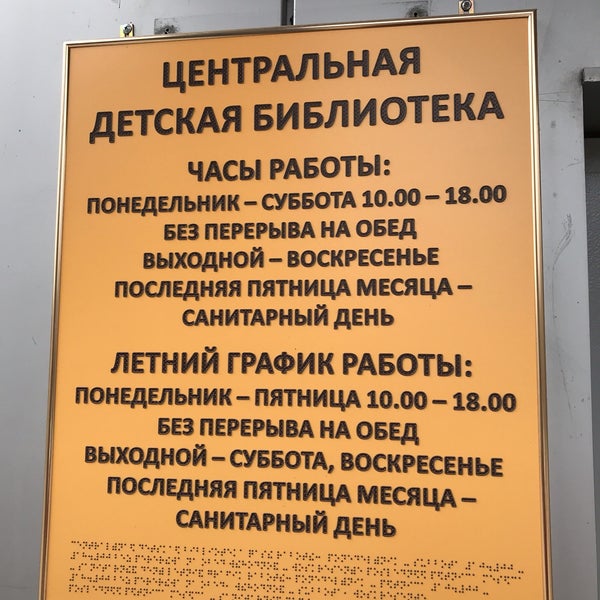 ЦЕНТРАЛЬНАЯ
ДЕТСКАЯ БИБЛИОТЕКА
ЧАСЫ РАБОТЫ:
ПОНЕДЕЛЬНИК – СУББОТА 10.00 – 18.00
БЕЗ ПЕРЕРЫВА НА ОБЕД
ВЫХОДНОЙ – ВОСКРЕСЕНЬЕ
ПОСЛЕДНЯЯ ПЯТНИЦА МЕСЯЦА –
САНИТАРНЫЙ ДЕНЬ
ЛЕТНИЙ ГРАФИК РАБОТЫ:
ПОНЕДЕЛЬНИК – ПЯТНИЦА 10.00 – 18.00
БЕЗ ПЕРЕРЫВА НА ОБЕД
ВЫХОДНОЙ – СУББОТА, ВОСКРЕСЕНЬЕ
ПОСЛЕДНЯЯ ПЯТНИЦА МЕСЯЦА –
САНИТАРНЫЙ ДЕНЬ